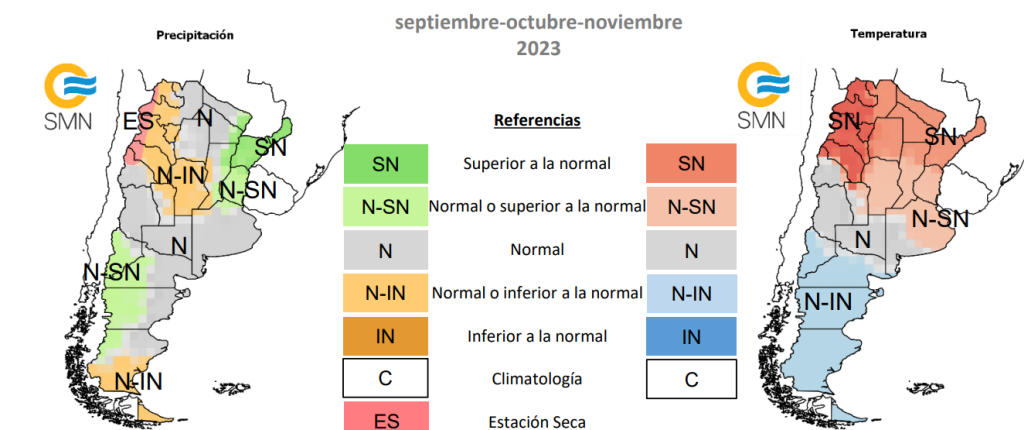 septiembre-octubre-noviembre
2023
Precipitación
Temperatura
SMN
SMN
Referencias
ES
N
SN
N-IN
N-SN
N
N-SN
N-IN
SN Superior a la normal SN
N-SN Normal o superior a la normal N-SN
N Normal N
N-IN Normal o inferior a la normal N-IN
IN Inferior a la normal IN
C Climatología C
ES Estación Seca
SN
SN
N-SN
N
N-IN